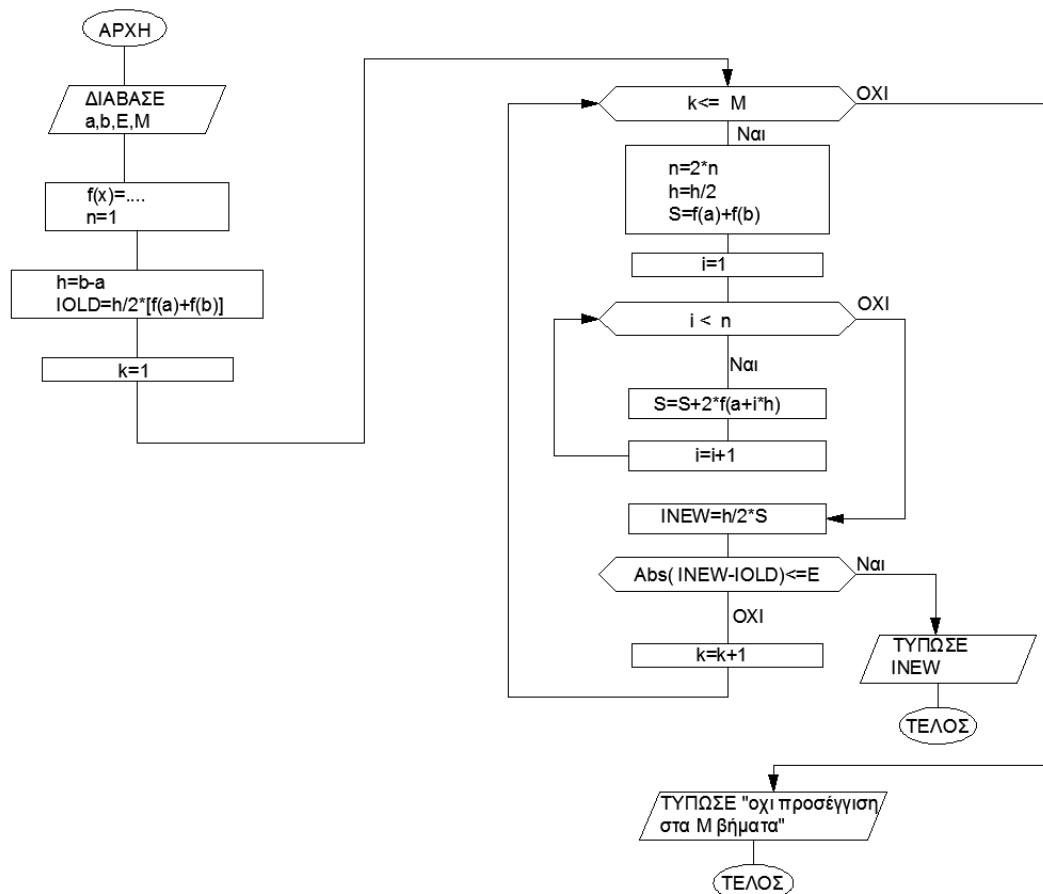 ΑΡΧΗ
ΔΙΑΒΑΣΕ
a,b,E,M
f(x)=....
n=1
h=b-a
IOLD=h/2*[f(a)+f(b)]
k=1
k<= M
ΟΧΙ
Ναι
n=2*n
h=h/2
S=f(a)+f(b)
i=1
i < n
ΟΧΙ
Ναι
S=S+2*f(a+i*h)
i=i+1
INEW=h/2*S
Abs( INEW-IOLD)<=E
Ναι
ΟΧΙ
k=k+1
ΤΥΠΩΣΕ
INEW
ΤΕΛΟΣ
ΤΥΠΩΣΕ "οχι προσέγγιση
στα Μ βήματα"
ΤΕΛΟΣ